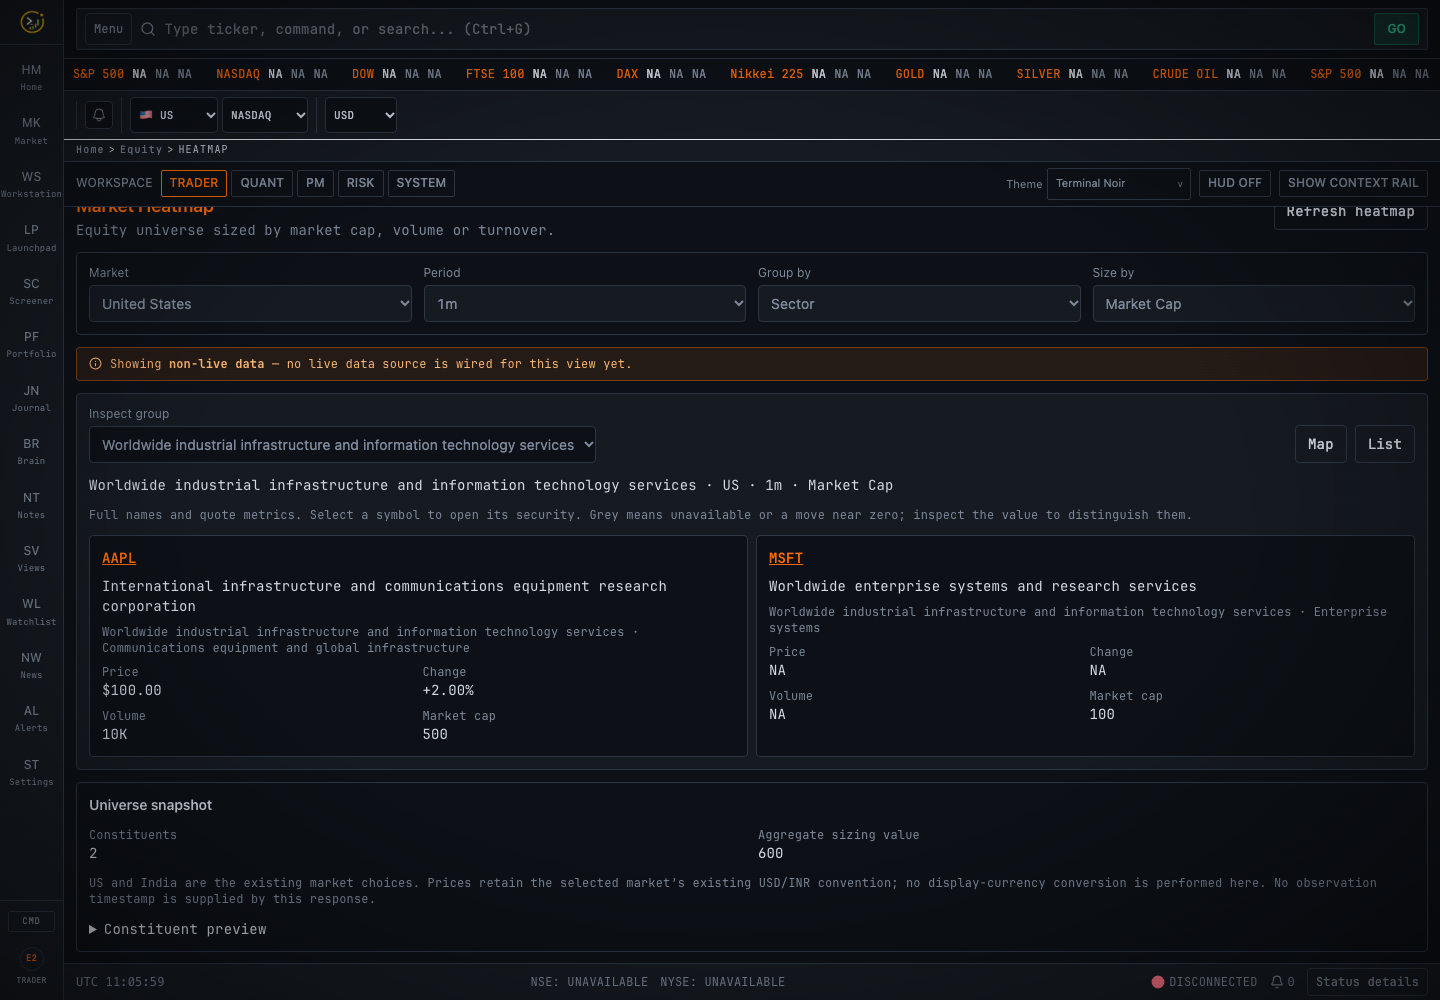 Menu
Type ticker, command, or search... (Ctrl+G)
GO
S&P 500 NA NA NA NASDAQ NA NA NA DOW NA NA NA FTSE 100 NA NA NA DAX NA NA NA Nikkei 225 NA NA NA GOLD NA NA NA SILVER NA NA NA CRUDE OIL NA NA NA S&P 500 NA NA NA
US
NASDAQ
USD
Home > Equity > HEATMAP
WORKSPACE TRADER QUANT PM RISK SYSTEM
Theme Terminal Noir v HUD OFF SHOW CONTEXT RAIL
Market Heatmap
Equity universe sized by market cap, volume or turnover.
Refresh heatmap
Market
United States
Period
1m
Group by
Sector
Size by
Market Cap
Showing non-live data — no live data source is wired for this view yet.
Inspect group
Worldwide industrial infrastructure and information technology services
Map
List
Worldwide industrial infrastructure and information technology services · US · 1m · Market Cap
Full names and quote metrics. Select a symbol to open its security. Grey means unavailable or a move near zero; inspect the value to distinguish them.
AAPL
International infrastructure and communications equipment research
corporation
Worldwide industrial infrastructure and information technology services ·
Communications equipment and global infrastructure
Price
$100.00
Change
+2.00%
Volume
10K
Market cap
500
MSFT
Worldwide enterprise systems and research services
Worldwide industrial infrastructure and information technology services · Enterprise
systems
Price
NA
Change
NA
Volume
NA
Market cap
100
Universe snapshot
Constituents
2
Aggregate sizing value
600
US and India are the existing market choices. Prices retain the selected market's existing USD/INR convention; no display-currency conversion is performed here. No observation
timestamp is supplied by this response.
Constituent preview
HM
Home
MK
Market
WS
Workstation
LP
Launchpad
SC
Screener
PF
Portfolio
JN
Journal
BR
Brain
NT
Notes
SV
Views
WL
Watchlist
NW
News
AL
Alerts
ST
Settings
CMD
E2
TRADER
UTC 11:05:59
NSE: UNAVAILABLE NYSE: UNAVAILABLE
DISCONNECTED
0
Status details